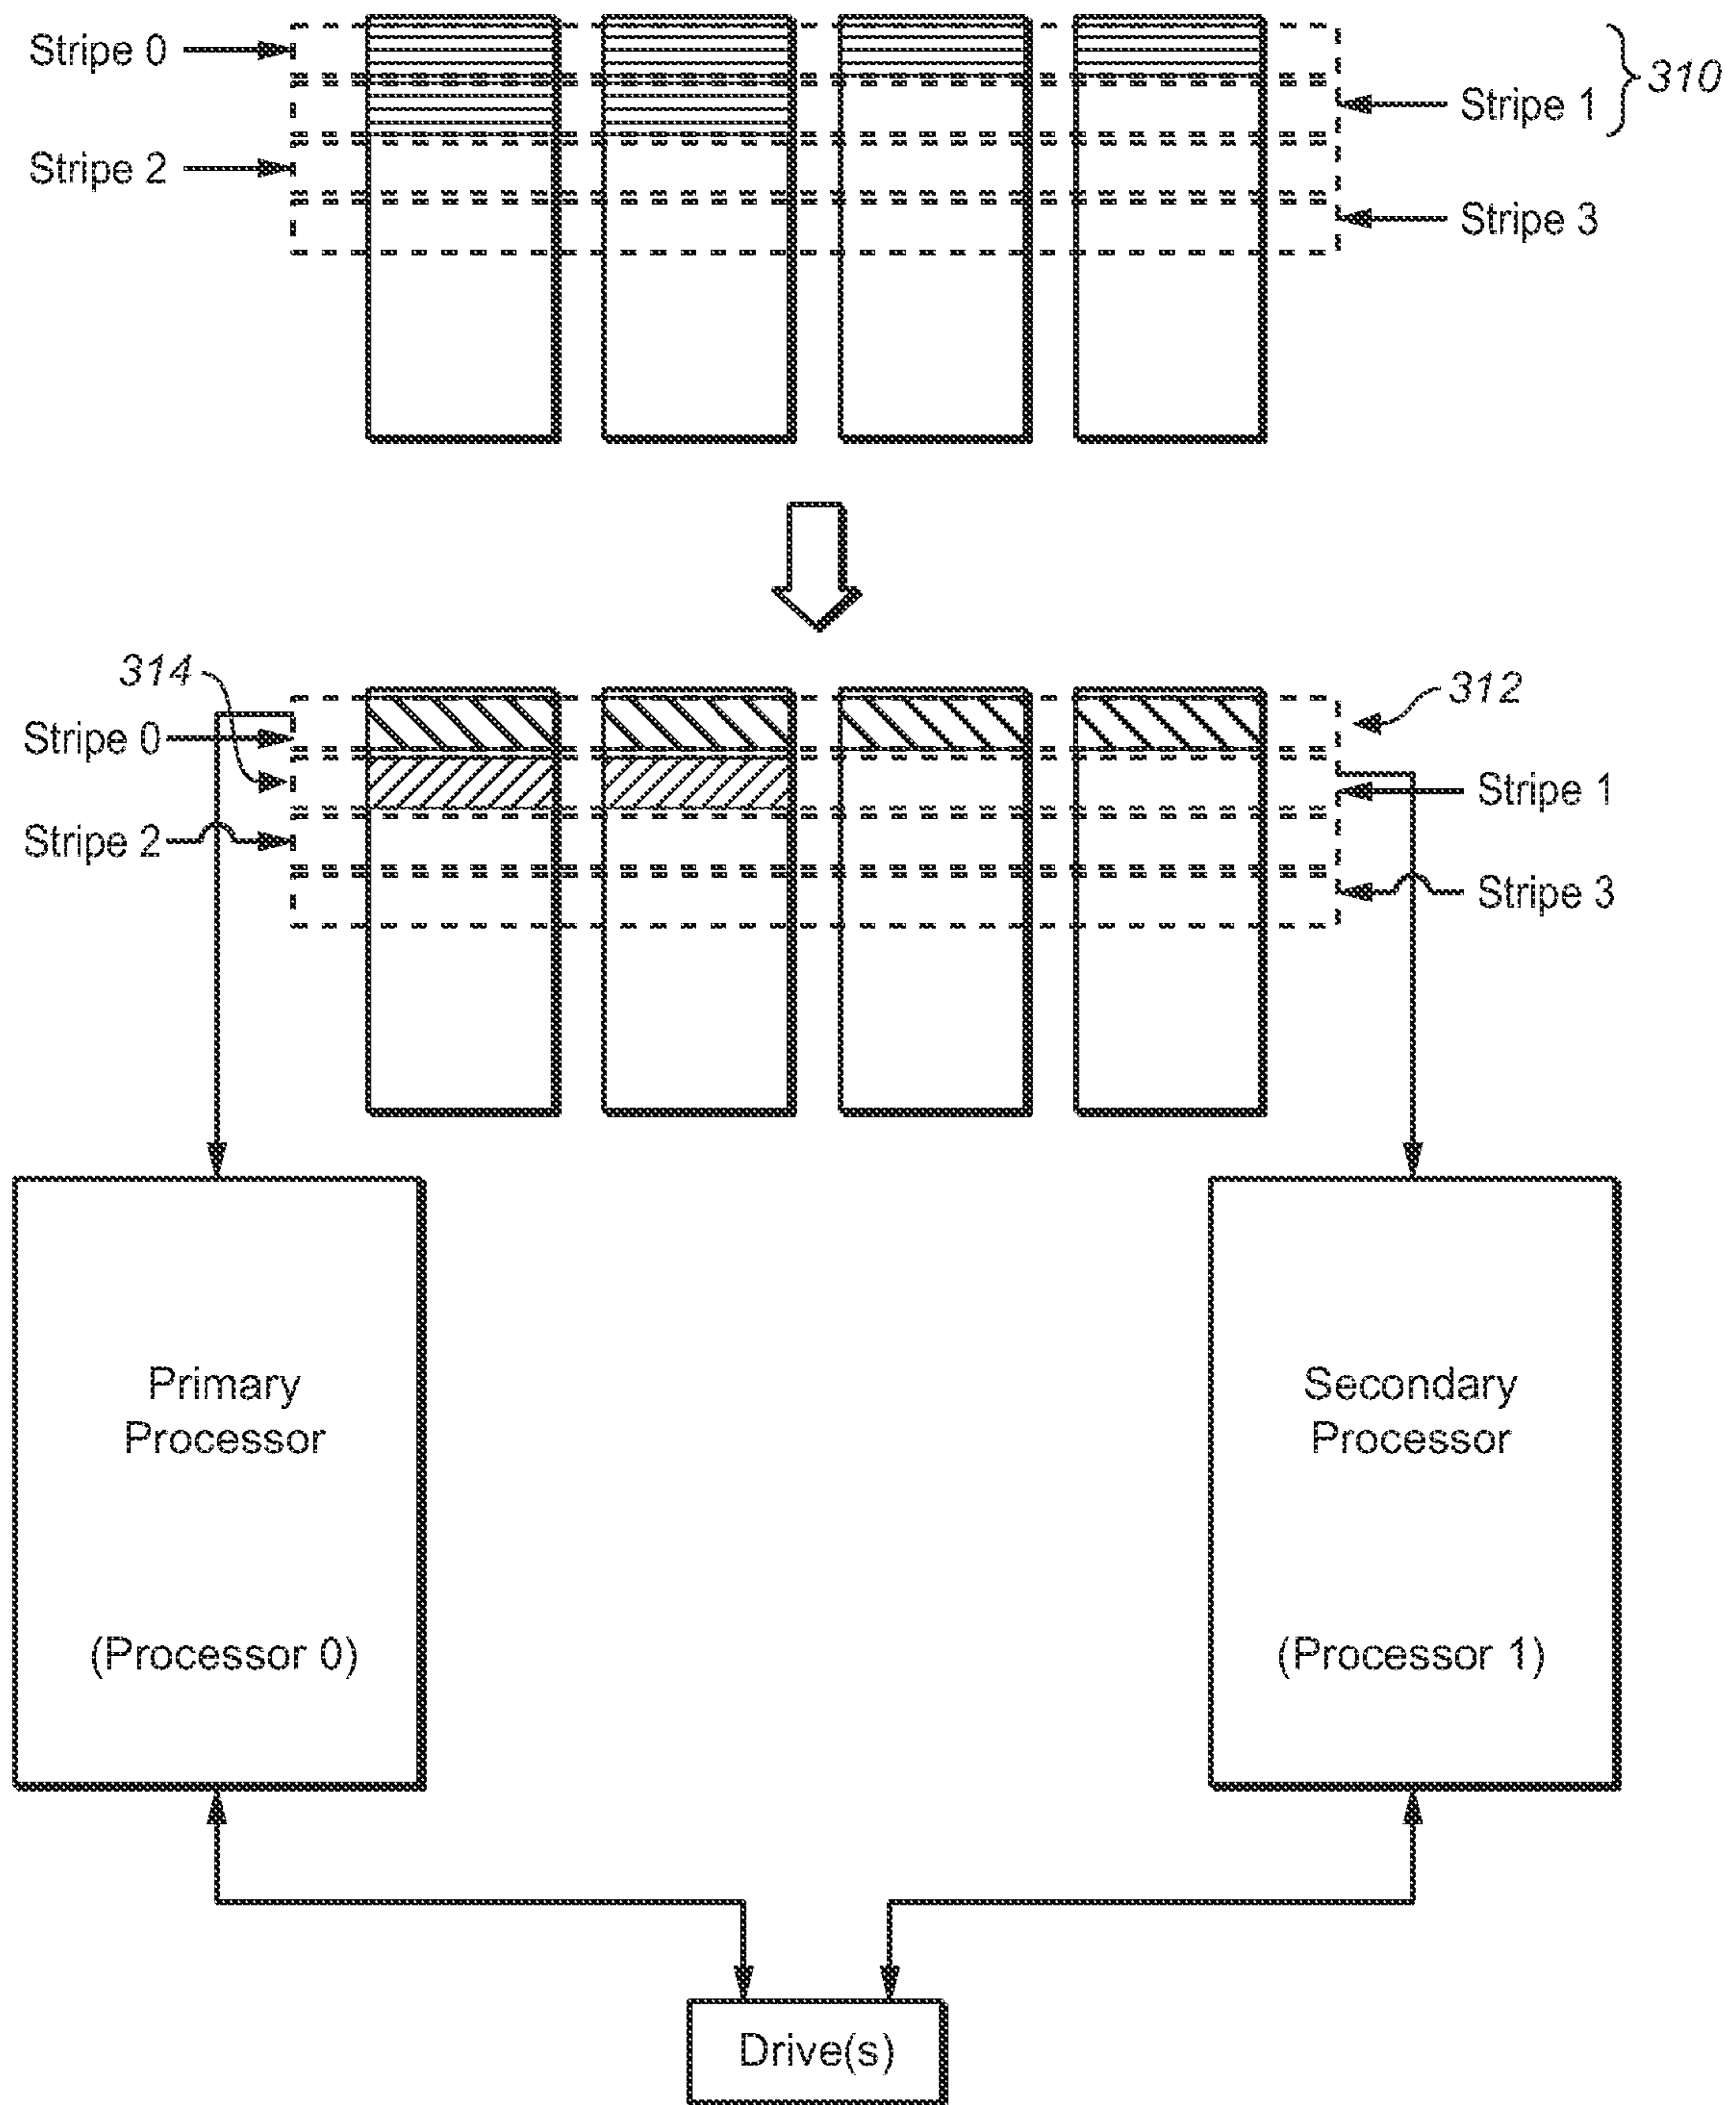 Stripe 0
310
Stripe 1
Stripe 2
Stripe 3
314
312
Stripe 0
Stripe 1
Stripe 2
Stripe 3
Primary
Processor
(Processor 0)
Secondary
Processor
(Processor 1)
Drive(s)